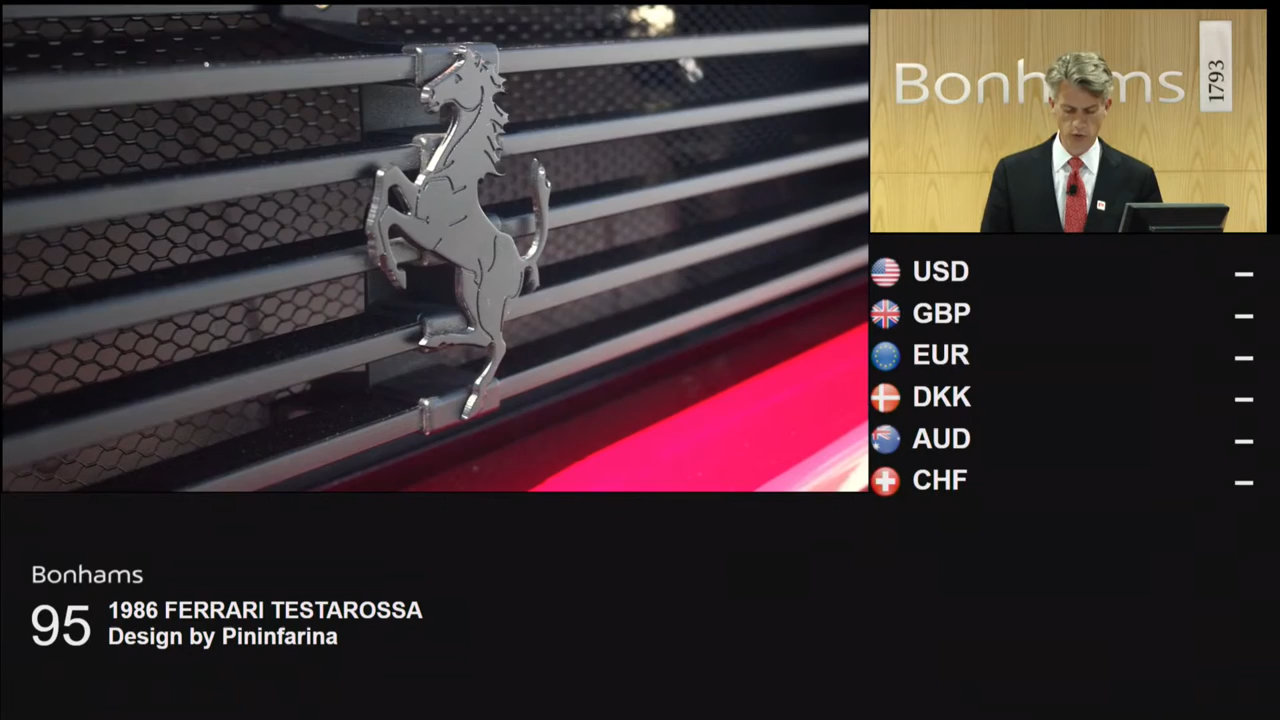 Bonhams
1793
USD –
GBP –
EUR –
DKK –
AUD –
CHF –
Bonhams
95
1986 FERRARI TESTAROSSA
Design by Pininfarina